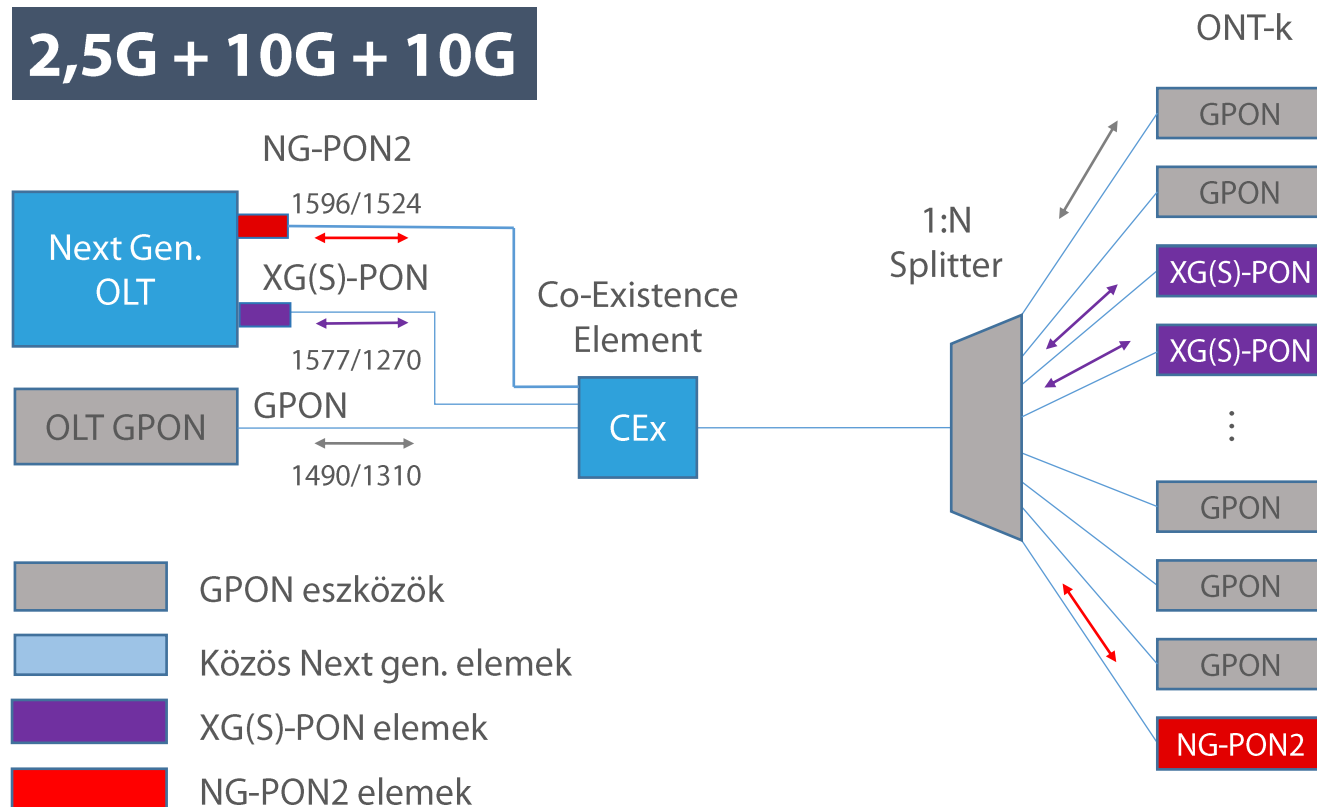 2,5G + 10G + 10G
ONT-k
NG-PON2
1596/1524
Next Gen.
OLT
XG(S)-PON
1577/1270
OLT GPON
GPON
1490/1310
Co-Existence
Element
CEx
1:N
Splitter
GPON
GPON
XG(S)-PON
XG(S)-PON
⋮
GPON
GPON
GPON
NG-PON2
GPON eszközök
Közös Next gen. elemek
XG(S)-PON elemek
NG-PON2 elemek